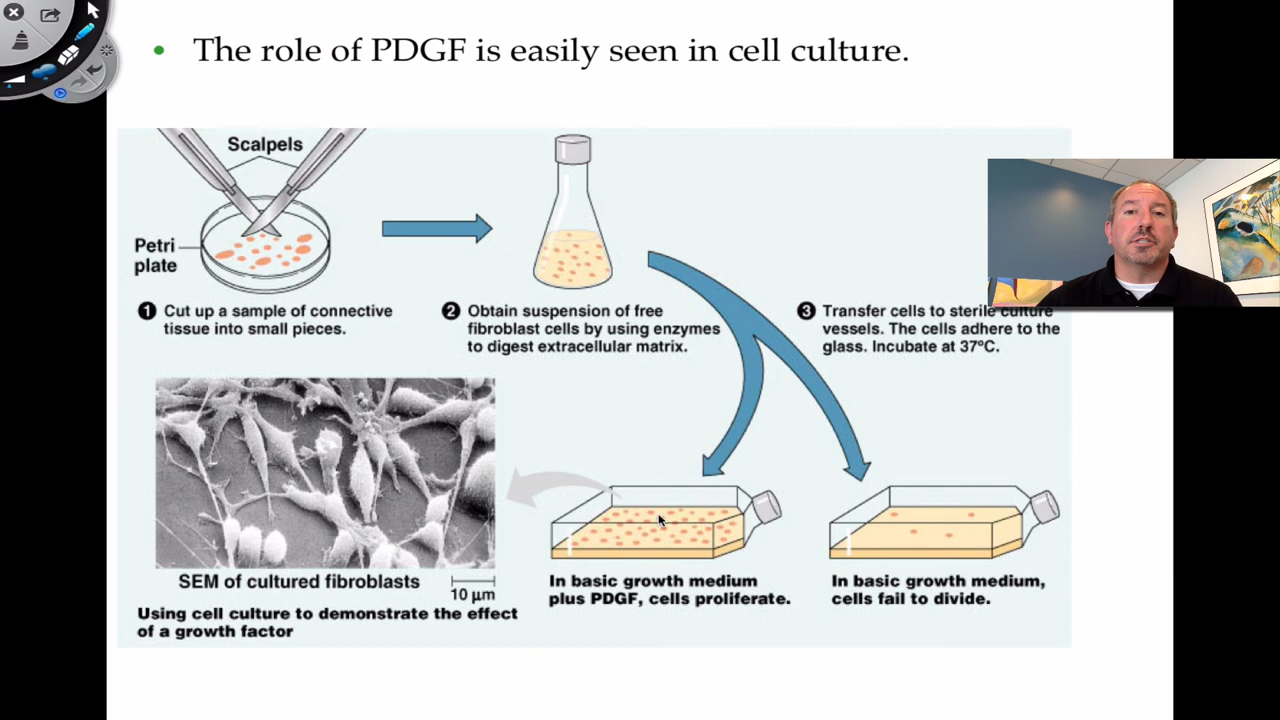 • The role of PDGF is easily seen in cell culture.
Scalpels
Petri
plate
1 Cut up a sample of connective
tissue into small pieces.
2 Obtain suspension of free
fibroblast cells by using enzymes
to digest extracellular matrix.
3 Transfer cells to sterile culture
vessels. The cells adhere to the
glass. Incubate at 37°C.
SEM of cultured fibroblasts
10 μm
Using cell culture to demonstrate the effect
of a growth factor
In basic growth medium
plus PDGF, cells proliferate.
In basic growth medium,
cells fail to divide.